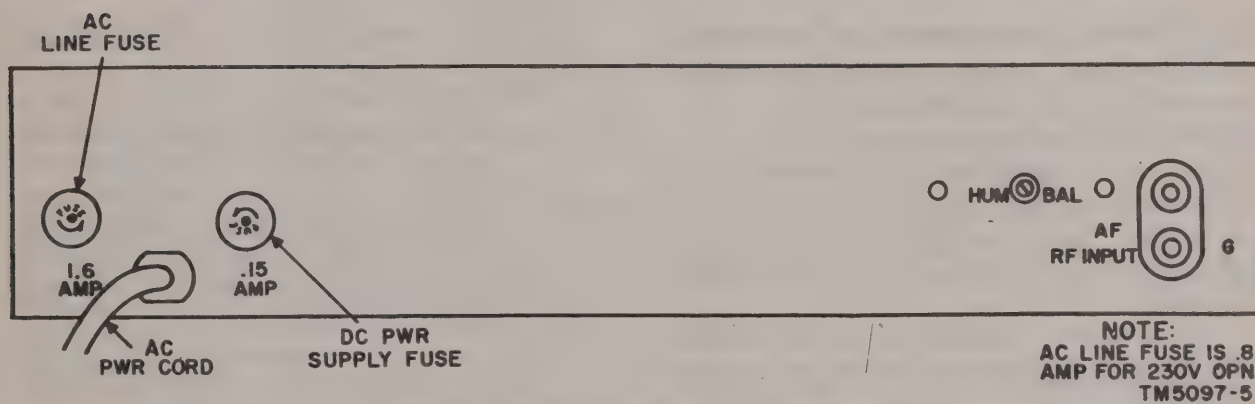 AC
LINE FUSE
FUSE
HUM BAL
AF
RF INPUT
G
1.6
AMP
.15
AMP
AC
PWR CORD
DC PWR
SUPPLY FUSE
NOTE:
AC LINE FUSE IS .8
AMP FOR 230V OPN
TM5097-5